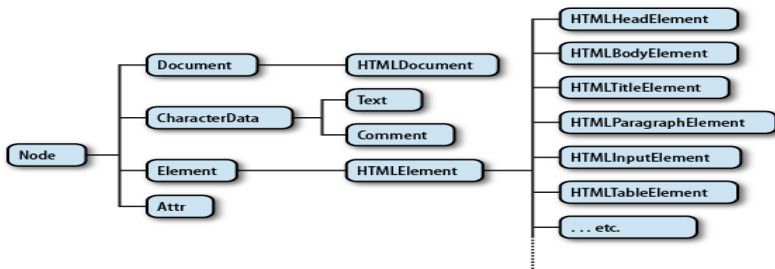 Node
Document
CharacterData
Element
Attr
HTMLDocument
Text
Comment
HTMLElement
HTMLHeadElement
HTMLBodyElement
HTMLTitleElement
HTMLParagraphElement
HTMLInputElement
HTMLTableElement
. . . etc.